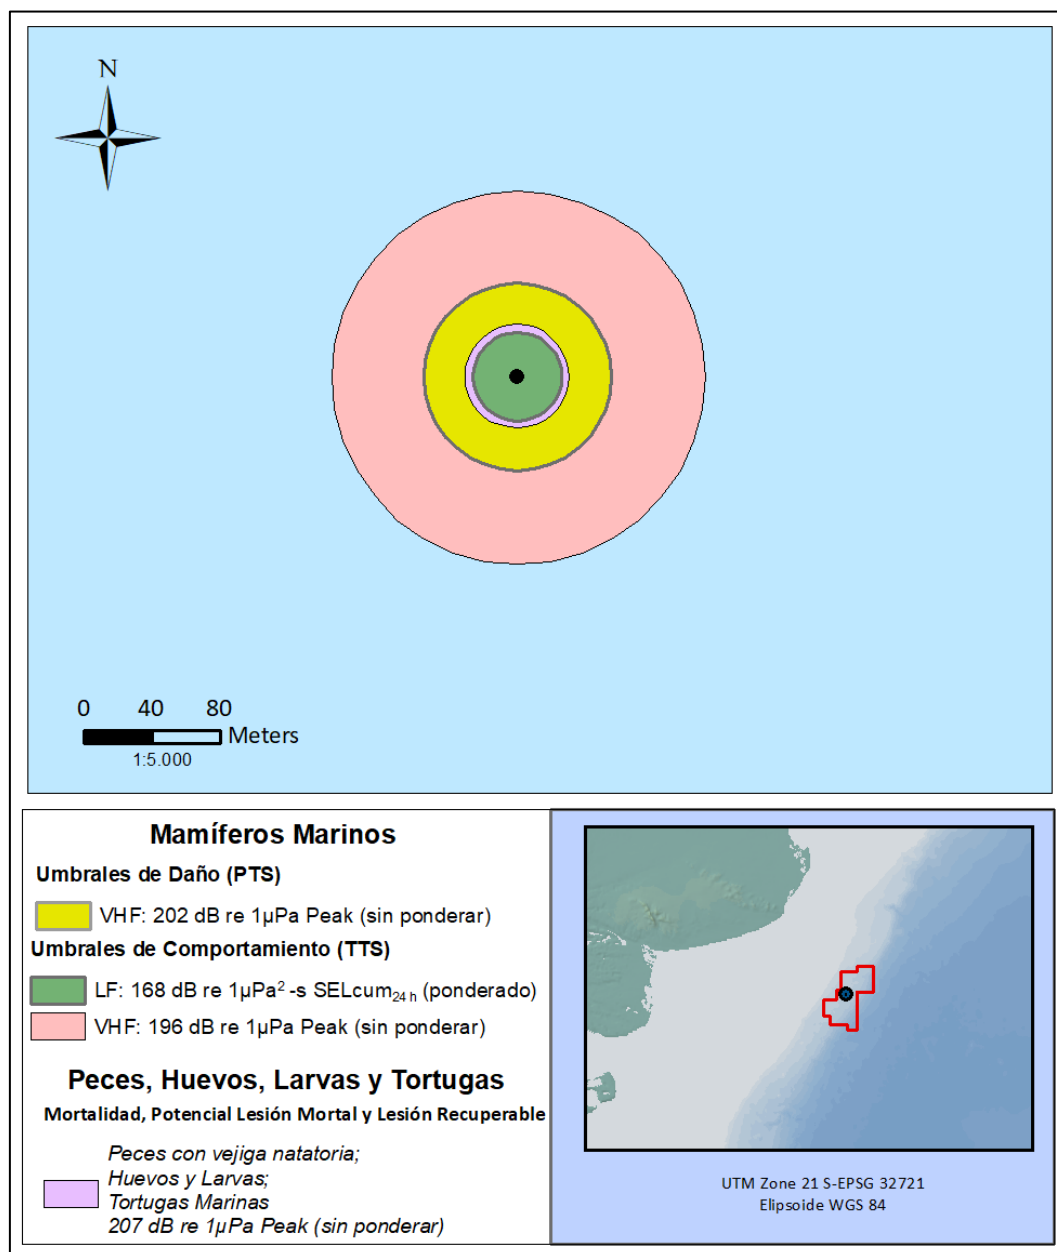 N
0 40 80
Meters
1:5.000
Mamíferos Marinos
Umbrales de Daño (PTS)
VHF: 202 dB re 1µPa Peak (sin ponderar)
Umbrales de Comportamiento (TTS)
LF: 168 dB re 1µPa² -s SELcum₂₄ ₕ (ponderado)
VHF: 196 dB re 1µPa Peak (sin ponderar)
Peces, Huevos, Larvas y Tortugas
Mortalidad, Potencial Lesión Mortal y Lesión Recuperable
Peces con vejiga natatoria;
Huevos y Larvas;
Tortugas Marinas
207 dB re 1µPa Peak (sin ponderar)
UTM Zone 21 S-EPSG 32721
Elipsoide WGS 84